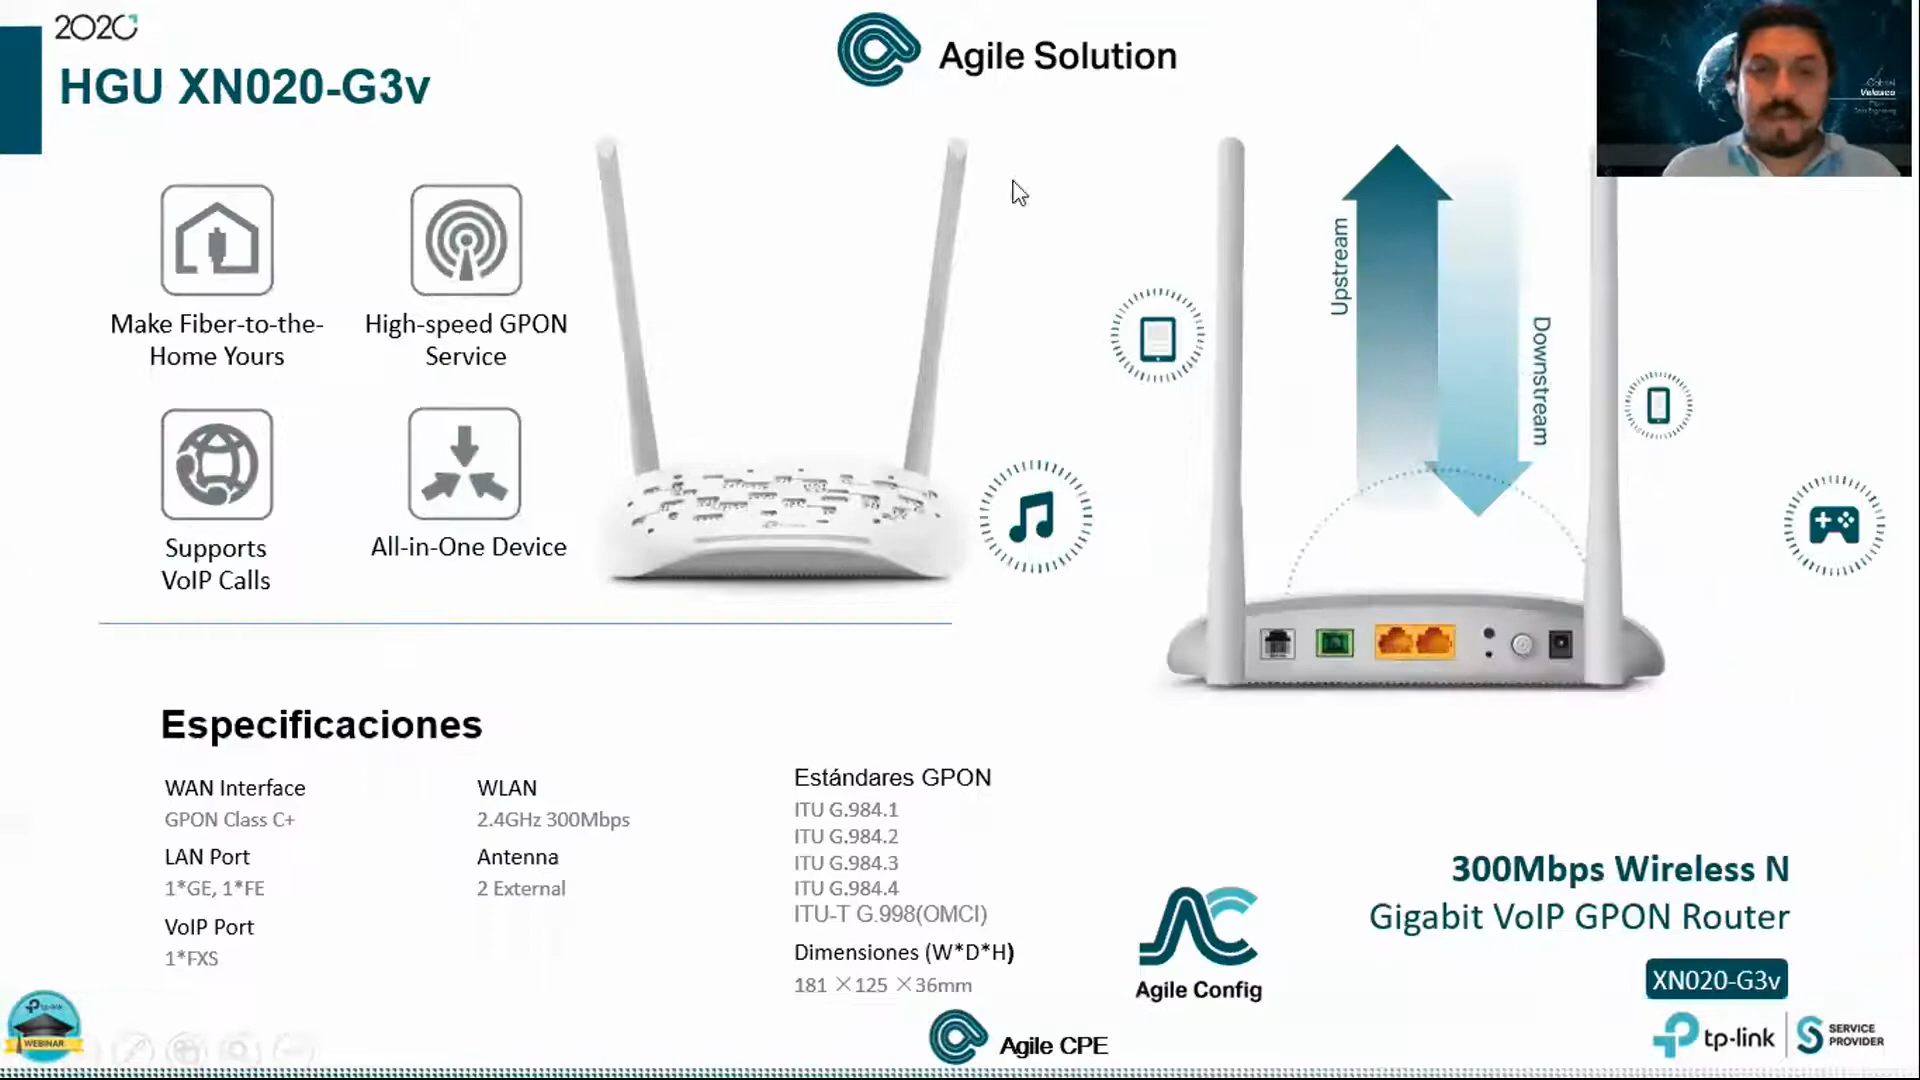 2020
HGU XN020-G3v
Agile Solution
Gabriel
Velasco
Make Fiber-to-the-
Home Yours
High-speed GPON
Service
Supports
VoIP Calls
All-in-One Device
Upstream
Downstream
Especificaciones
WAN Interface
GPON Class C+
LAN Port
1*GE, 1*FE
VoIP Port
1*FXS
WLAN
2.4GHz 300Mbps
Antenna
2 External
Estándares GPON
ITU G.984.1
ITU G.984.2
ITU G.984.3
ITU G.984.4
ITU-T G.998(OMCI)
Dimensiones (W*D*H)
181 ×125 ×36mm
Agile Config
Agile CPE
300Mbps Wireless N
Gigabit VoIP GPON Router
XN020-G3v
tp-link
SERVICE
PROVIDER
tp-link
WEBINAR